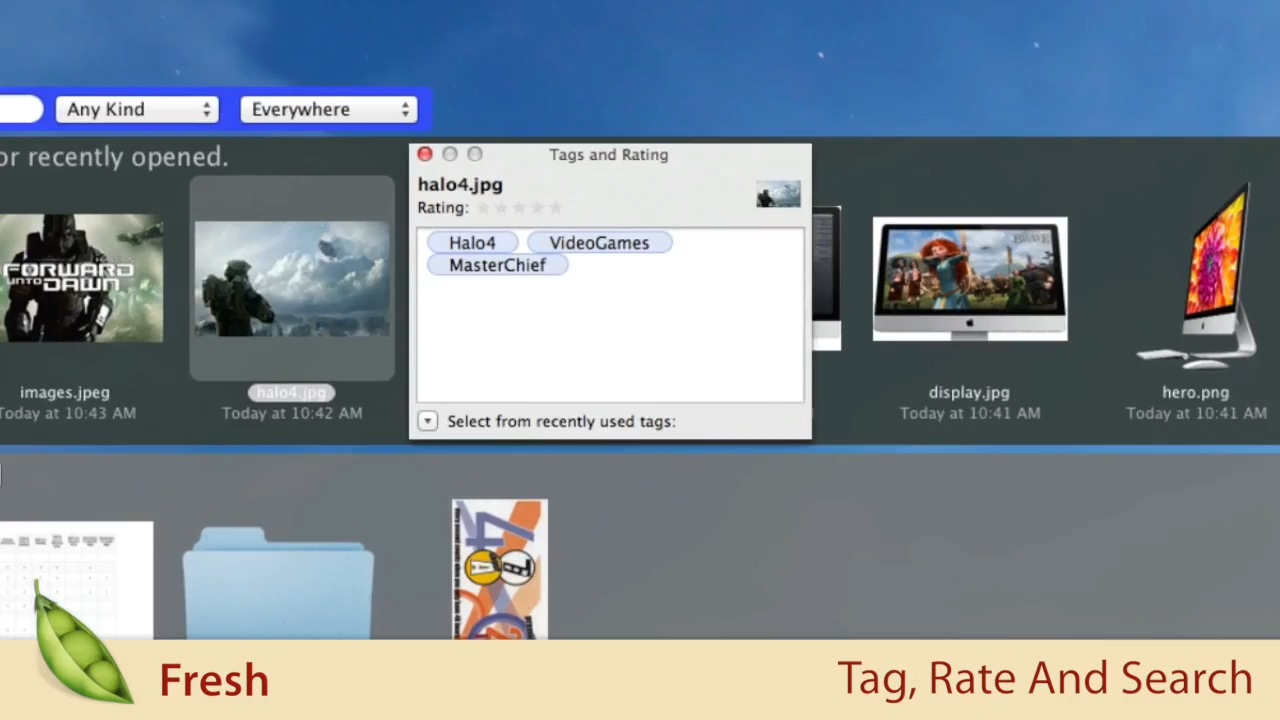 Any Kind
Everywhere
or recently opened.
Tags and Rating
halo4.jpg
Rating:
Halo4
VideoGames
MasterChief
Select from recently used tags:
FORWARD
UNTO DAWN
images.jpeg
Today at 10:43 AM
halo4.jpg
Today at 10:42 AM
display.jpg
Today at 10:41 AM
hero.png
Today at 10:41 AM
Fresh
Tag, Rate And Search